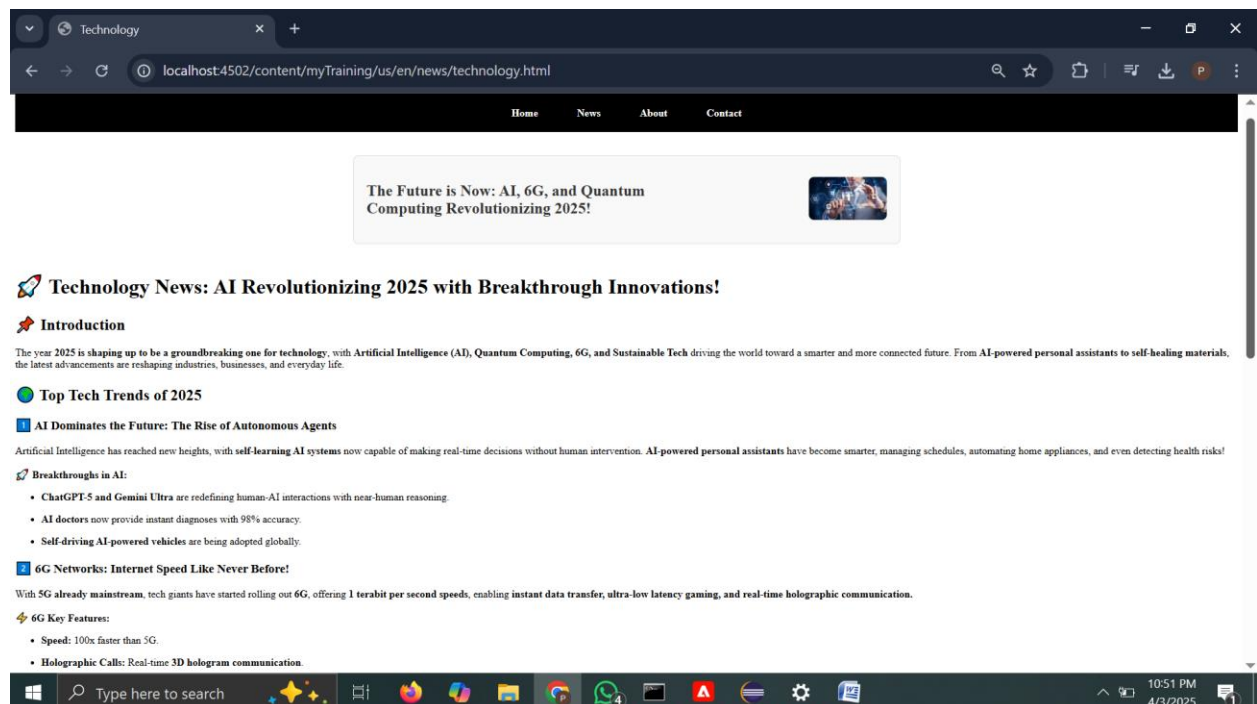 Technology
localhost:4502/content/myTraining/us/en/news/technology.html
P
Home News About Contact
The Future is Now: AI, 6G, and Quantum
Computing Revolutionizing 2025!
🚀 Technology News: AI Revolutionizing 2025 with Breakthrough Innovations!
📌 Introduction
The year 2025 is shaping up to be a groundbreaking one for technology, with Artificial Intelligence (AI), Quantum Computing, 6G, and Sustainable Tech driving the world toward a smarter and more connected future. From AI-powered personal assistants to self-healing materials,
the latest advancements are reshaping industries, businesses, and everyday life.
🌍 Top Tech Trends of 2025
1️⃣ AI Dominates the Future: The Rise of Autonomous Agents
Artificial Intelligence has reached new heights, with self-learning AI systems now capable of making real-time decisions without human intervention. AI-powered personal assistants have become smarter, managing schedules, automating home appliances, and even detecting health risks!
🚀 Breakthroughs in AI:
• ChatGPT-5 and Gemini Ultra are redefining human-AI interactions with near-human reasoning.
• AI doctors now provide instant diagnoses with 98% accuracy.
• Self-driving AI-powered vehicles are being adopted globally.
2️⃣ 6G Networks: Internet Speed Like Never Before!
With 5G already mainstream, tech giants have started rolling out 6G, offering 1 terabit per second speeds, enabling instant data transfer, ultra-low latency gaming, and real-time holographic communication.
⚡ 6G Key Features:
• Speed: 100x faster than 5G.
• Holographic Calls: Real-time 3D hologram communication.
Type here to search
4
10:51 PM
4/3/2025
1